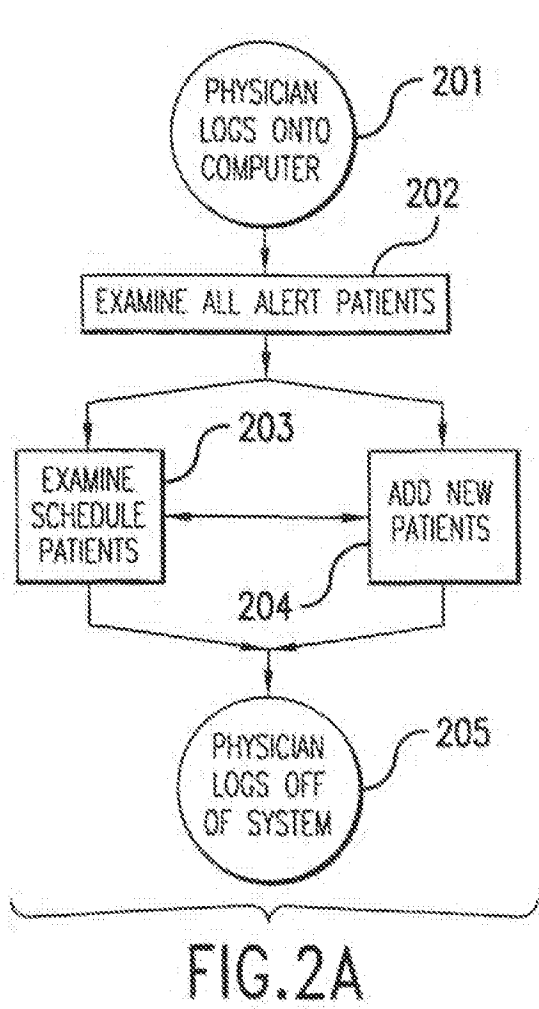 PHYSICIAN
LOGS ONTO
COMPUTER
201
202
EXAMINE ALL ALERT PATIENTS
203
EXAMINE
SCHEDULE
PATIENTS
ADD NEW
PATIENTS
204
PHYSICIAN
LOGS OFF
OF SYSTEM
205
FIG.2A